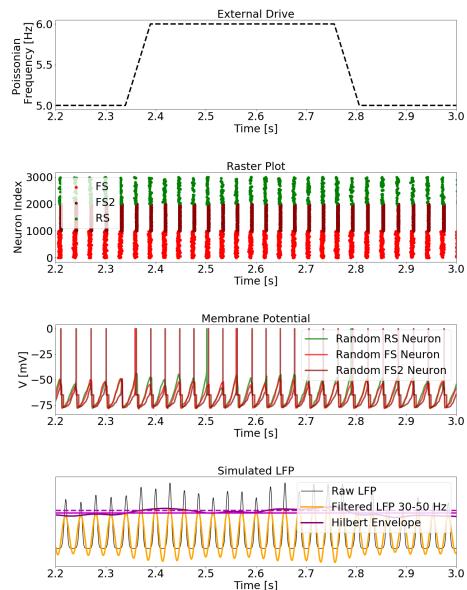 External Drive
Poissonian
Frequency [Hz]
6.0
5.5
5.0
2.2 2.3 2.4 2.5 2.6 2.7 2.8 2.9 3.0
Time [s]
Raster Plot
Neuron Index
3000
2000
1000
0
FS
FS2
RS
2.2 2.3 2.4 2.5 2.6 2.7 2.8 2.9 3.0
Time [s]
Membrane Potential
V [mV]
0
−25
−50
−75
Random RS Neuron
Random FS Neuron
Random FS2 Neuron
2.2 2.3 2.4 2.5 2.6 2.7 2.8 2.9 3.0
Time [s]
Simulated LFP
Raw LFP
Filtered LFP 30-50 Hz
Hilbert Envelope
2.2 2.3 2.4 2.5 2.6 2.7 2.8 2.9 3.0
Time [s]